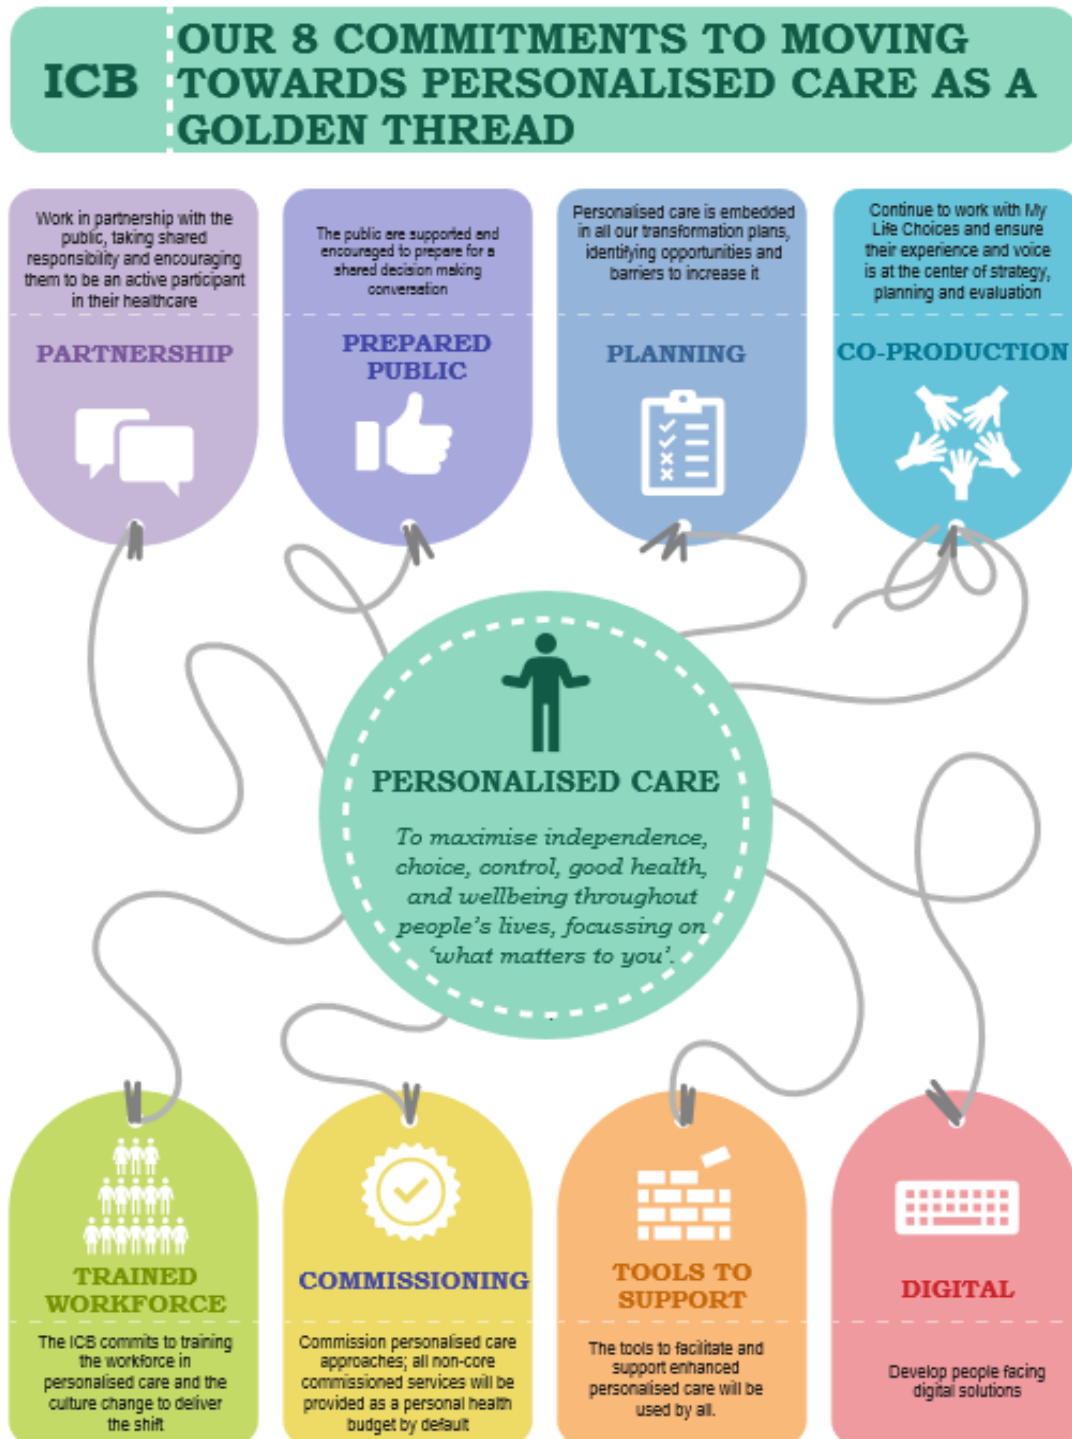 ICB
OUR 8 COMMITMENTS TO MOVING
TOWARDS PERSONALISED CARE AS A
GOLDEN THREAD
Work in partnership with the
public, taking shared
responsibility and encouraging
them to be an active participant
in their healthcare
PARTNERSHIP
The public are supported and
encouraged to prepare for a
shared decision making
conversation
PREPARED
PUBLIC
Personalised care is embedded
in all our transformation plans,
identifying opportunities and
barriers to increase it
PLANNING
Continue to work with My
Life Choices and ensure
their experience and voice
is at the center of strategy,
planning and evaluation
CO-PRODUCTION
PERSONALISED CARE
To maximise independence,
choice, control, good health,
and wellbeing throughout
people's lives, focussing on
‘what matters to you’.
TRAINED
WORKFORCE
The ICB commits to training
the workforce in
personalised care and the
culture change to deliver
the shift
COMMISSIONING
Commission personalised care
approaches; all non-core
commissioned services will be
provided as a personal health
budget by default
TOOLS TO
SUPPORT
The tools to facilitate and
support enhanced
personalised care will be
used by all.
DIGITAL
Develop people facing
digital solutions